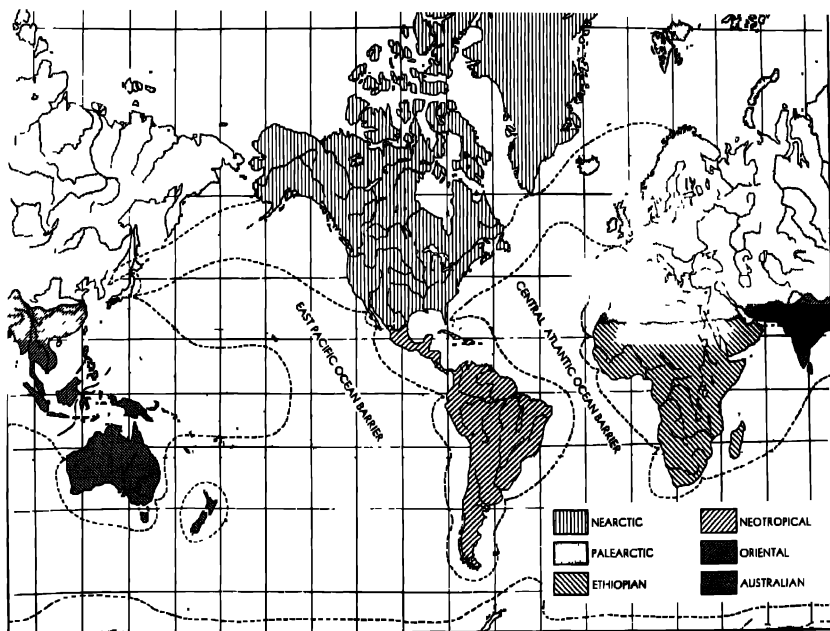 EAST PACIFIC OCEAN BARRIER
CENTRAL ATLANTIC OCEAN BARRIER
NEARCTIC
PALEARCTIC
ETHIOPIAN
NEOTROPICAL
ORIENTAL
AUSTRALIAN